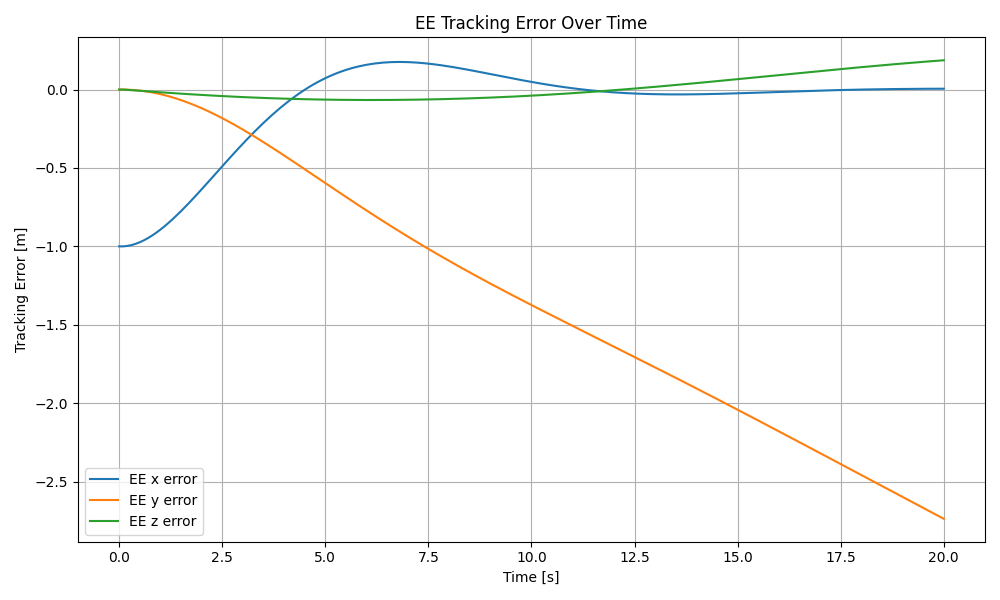 EE Tracking Error Over Time
Tracking Error [m]
0.0
−0.5
−1.0
−1.5
−2.0
−2.5
EE x error
EE y error
EE z error
0.0 2.5 5.0 7.5 10.0 12.5 15.0 17.5 20.0
Time [s]